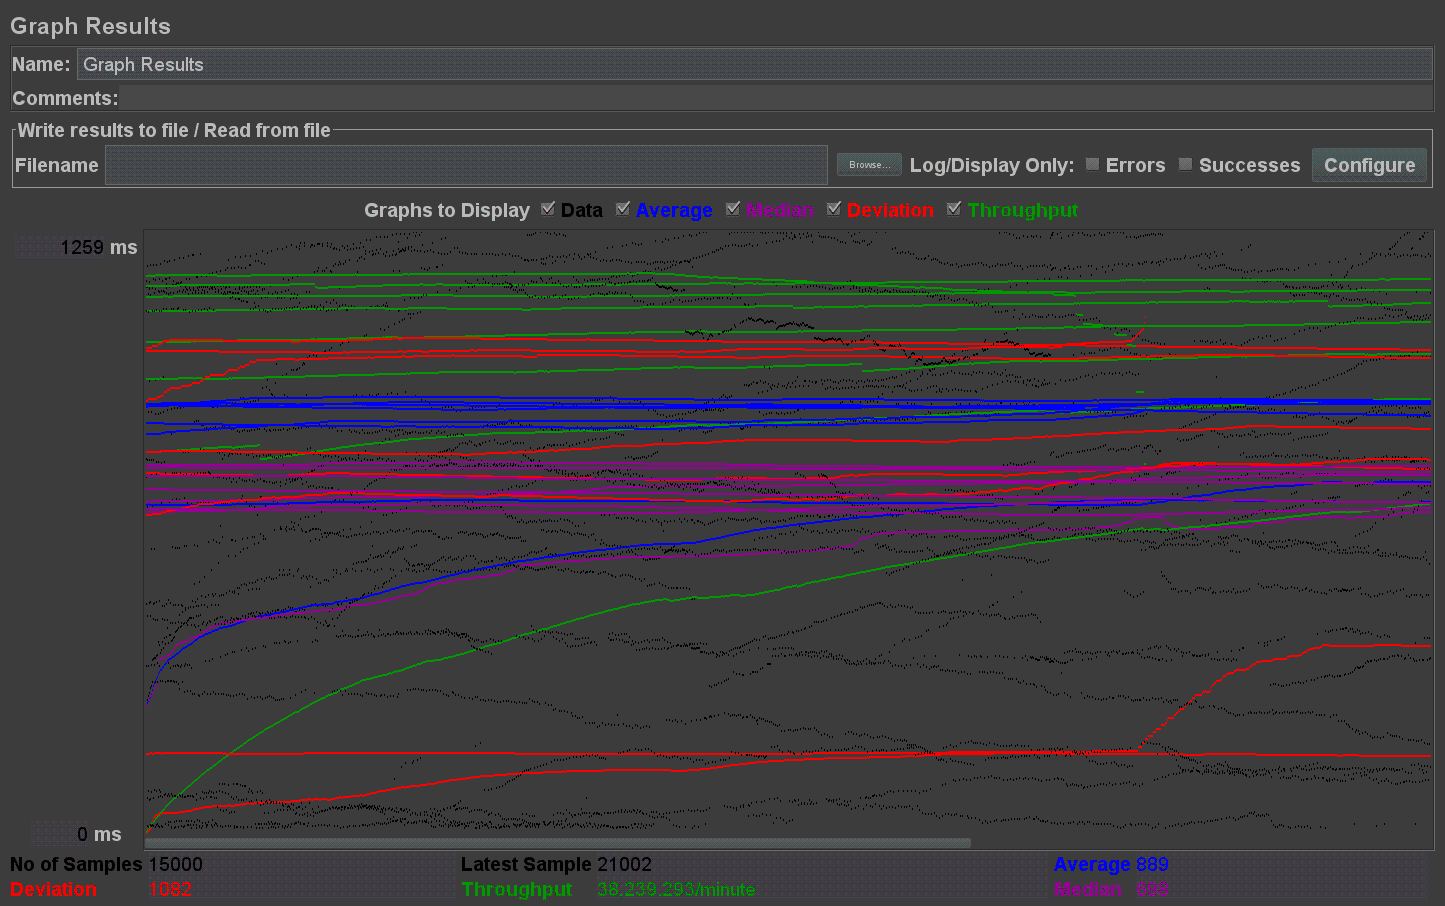 Graph Results
Name: Graph Results
Comments:
Write results to file / Read from file
Filename Browse... Log/Display Only: Errors Successes Configure
Graphs to Display Data Average Median Deviation Throughput
1259 ms
0 ms
No of Samples 15000 Latest Sample 21002 Average 889
Deviation 1082 Throughput 38,239.293/minute Median